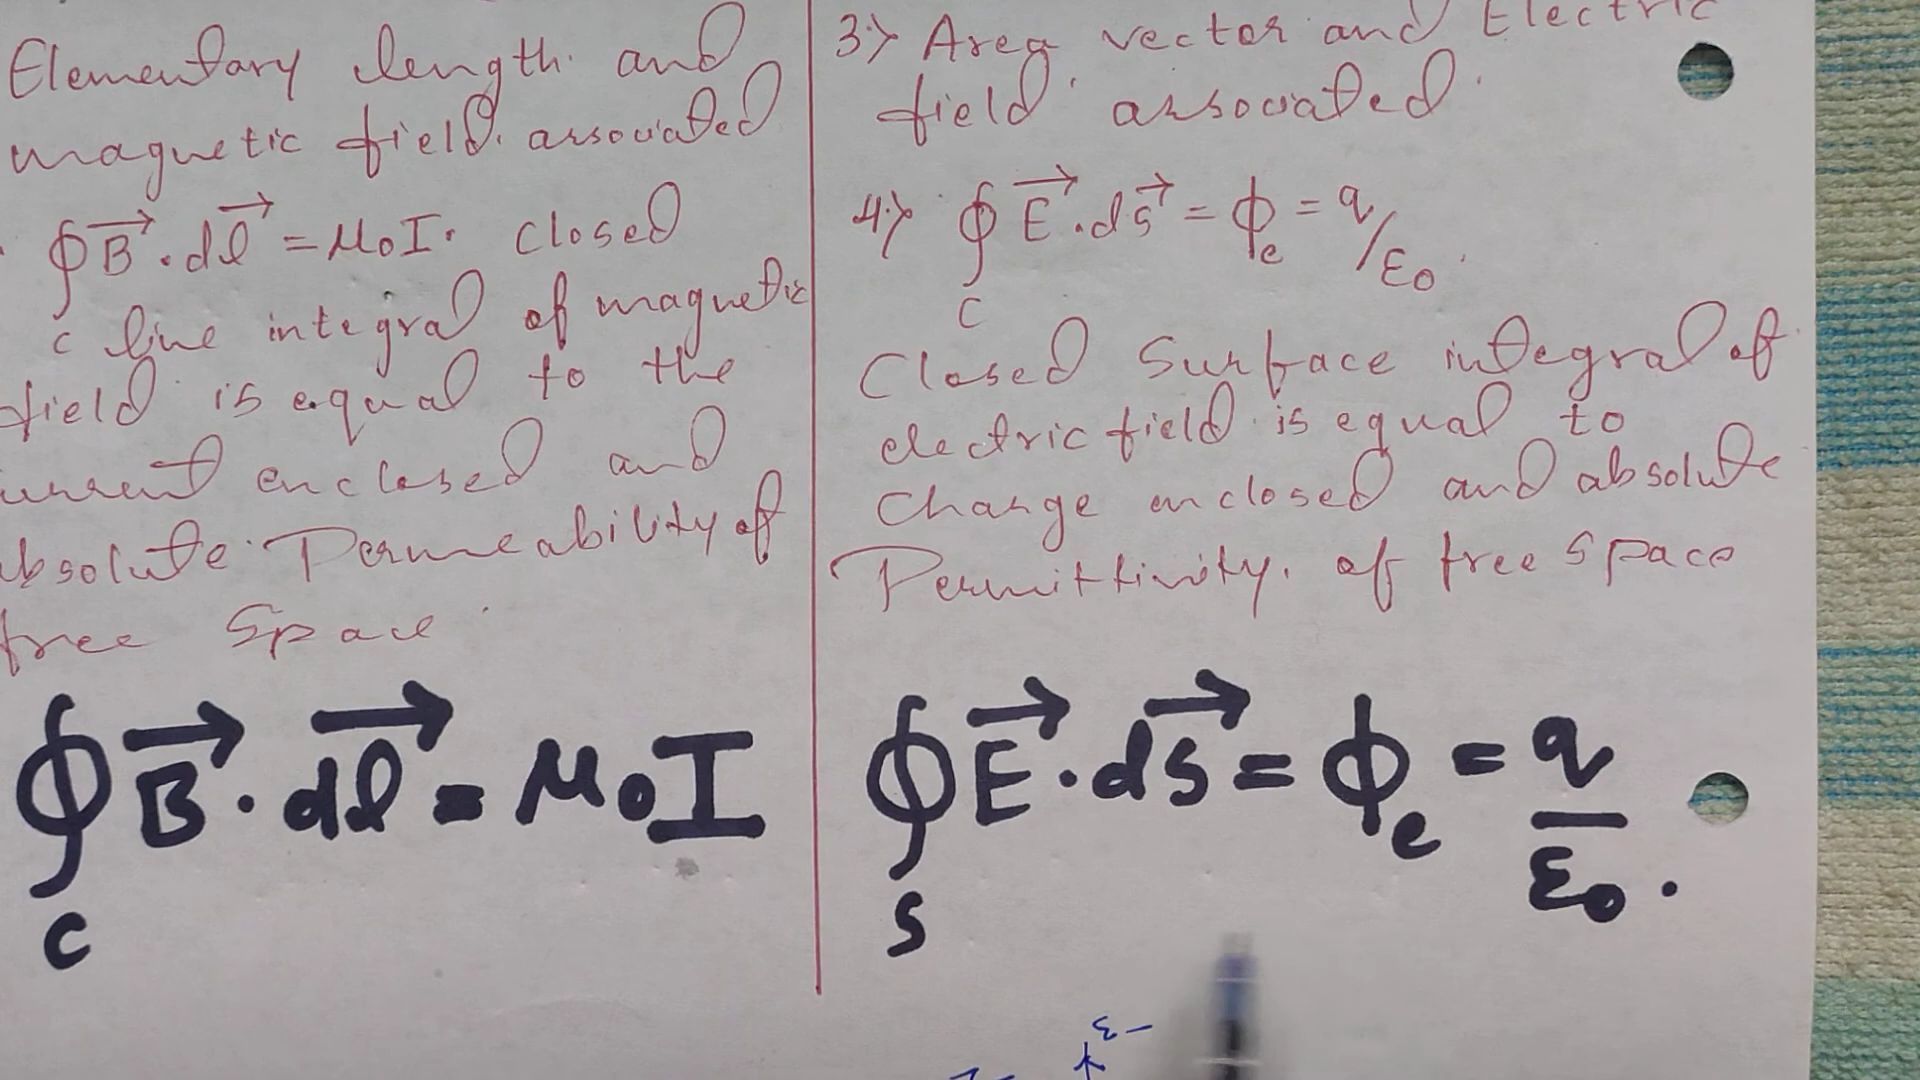 Elementary length and
magnetic field. associated
∮B⃗.dl⃗ = μ₀I. Closed
c line integral of magnetic
field is equal to the
current enclosed and
absolute Permeability of
free Space
∮B⃗.dl⃗ = μ₀I
C
3:> Area vector and Electric
field associated.
4:> ∮E⃗.ds⃗ = ϕe = q/ε₀
C
Closed Surface integral of
electric field is equal to
Charge enclosed and absolute
Permittivity. of free Space
∮E⃗.dS⃗ = ϕe = q/ε₀.
S
ε-